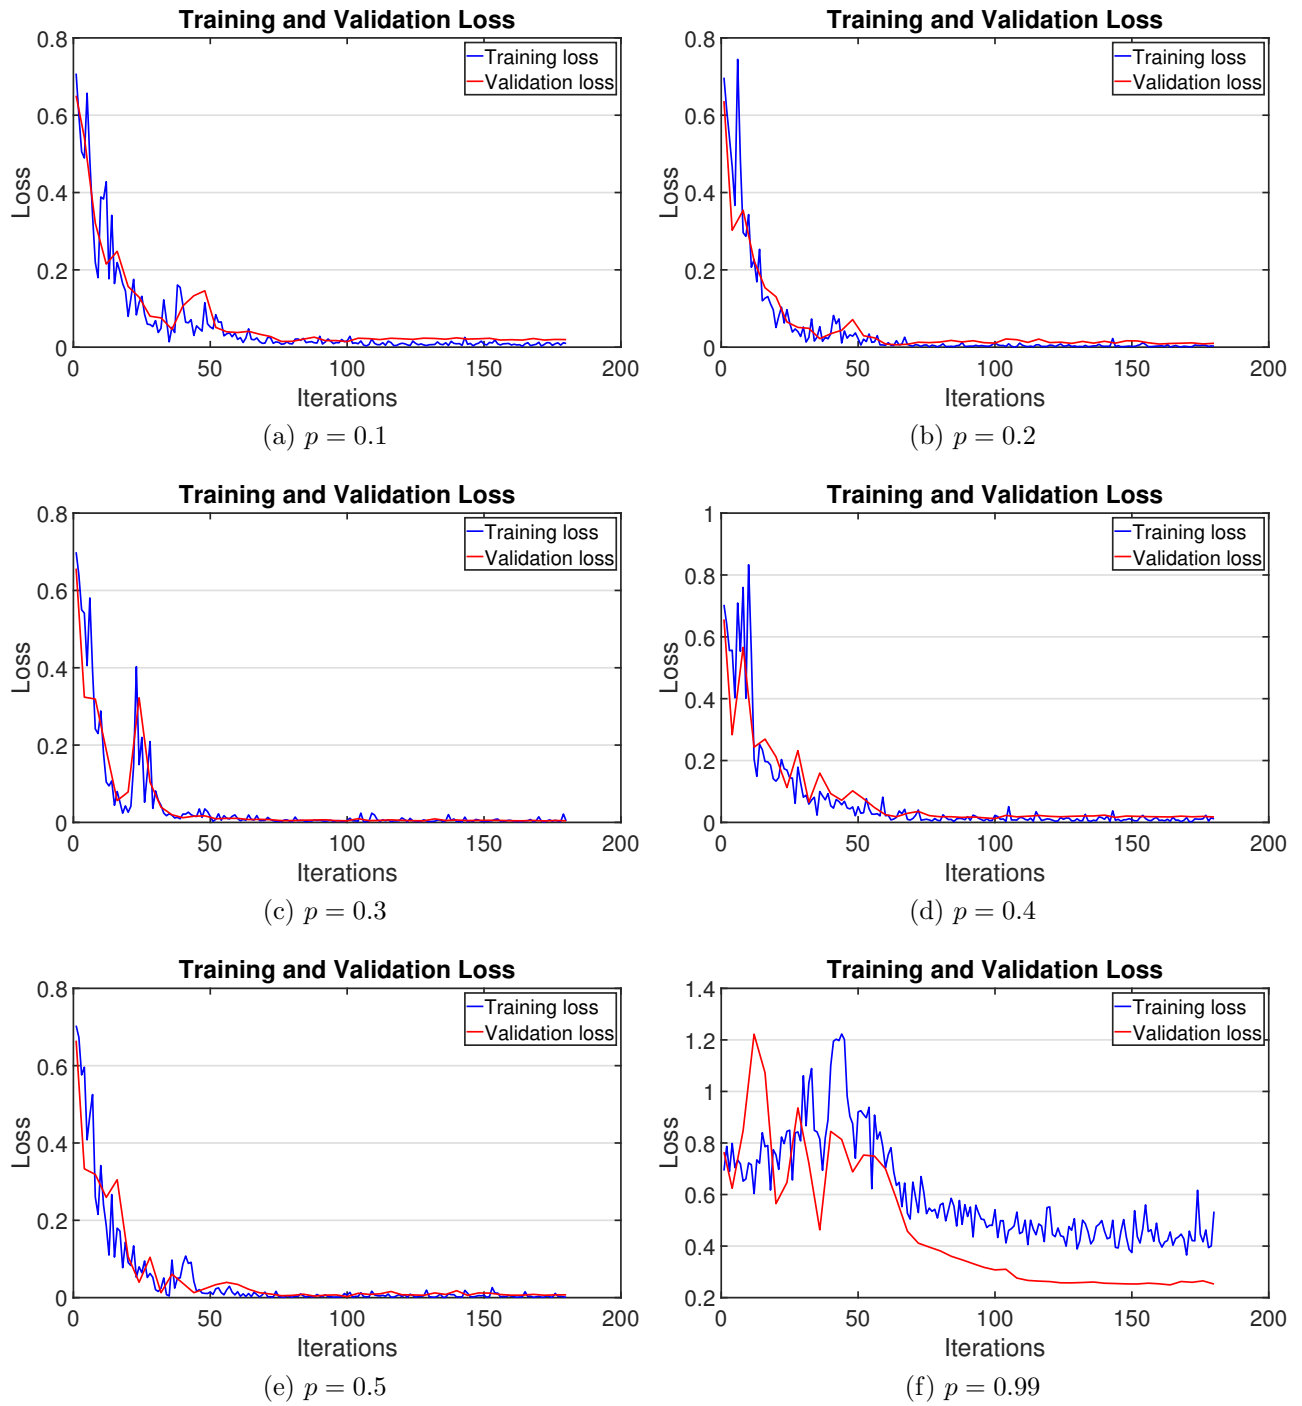 Training and Validation Loss
Training loss
Validation loss
0.8
0.6
0.4
0.2
0
Loss
0 50 100 150 200
Iterations
(a) p = 0.1
Training and Validation Loss
Training loss
Validation loss
0.8
0.6
0.4
0.2
0
Loss
0 50 100 150 200
Iterations
(b) p = 0.2
Training and Validation Loss
Training loss
Validation loss
0.8
0.6
0.4
0.2
0
Loss
0 50 100 150 200
Iterations
(c) p = 0.3
Training and Validation Loss
Training loss
Validation loss
1
0.8
0.6
0.4
0.2
0
Loss
0 50 100 150 200
Iterations
(d) p = 0.4
Training and Validation Loss
Training loss
Validation loss
0.8
0.6
0.4
0.2
0
Loss
0 50 100 150 200
Iterations
(e) p = 0.5
Training and Validation Loss
Training loss
Validation loss
1.4
1.2
1
0.8
0.6
0.4
0.2
Loss
0 50 100 150 200
Iterations
(f) p = 0.99